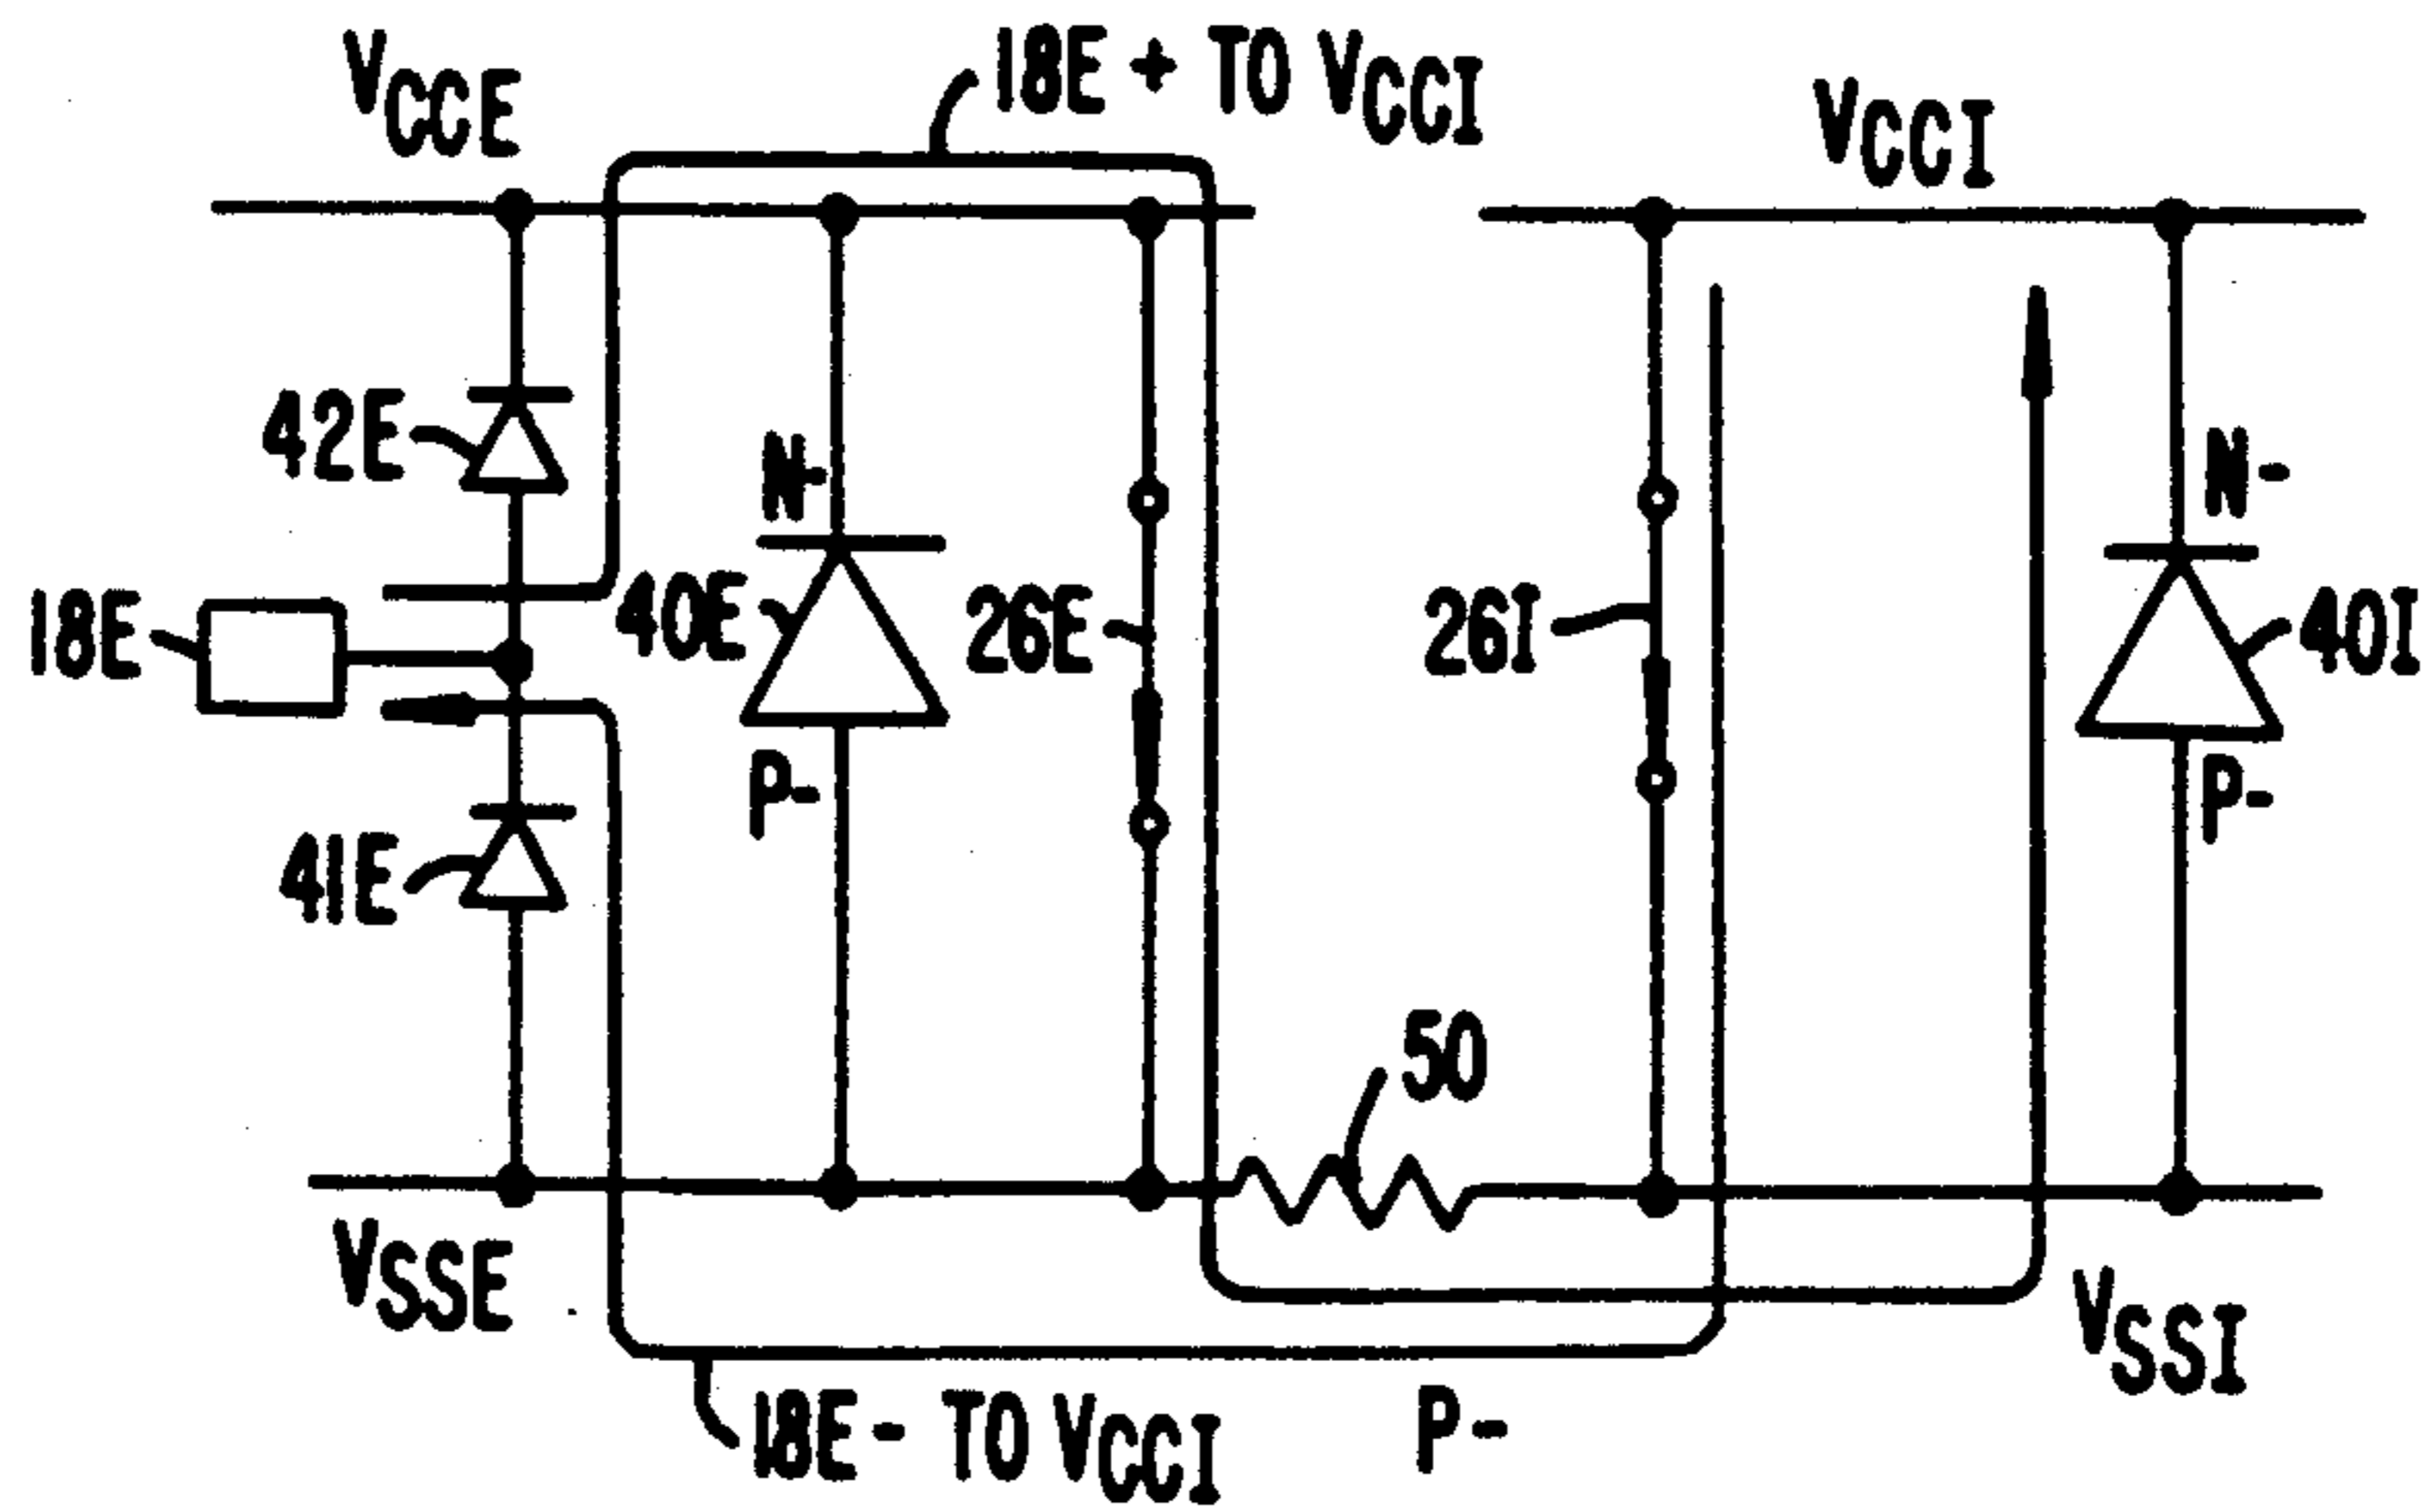 VCCE
18E + TO VCCI
VCCI
42E
N-
N-
18E
40E
26E
26I
40I
P-
P-
41E
50
VSSE
VSSI
18E - TO VCCI
P-